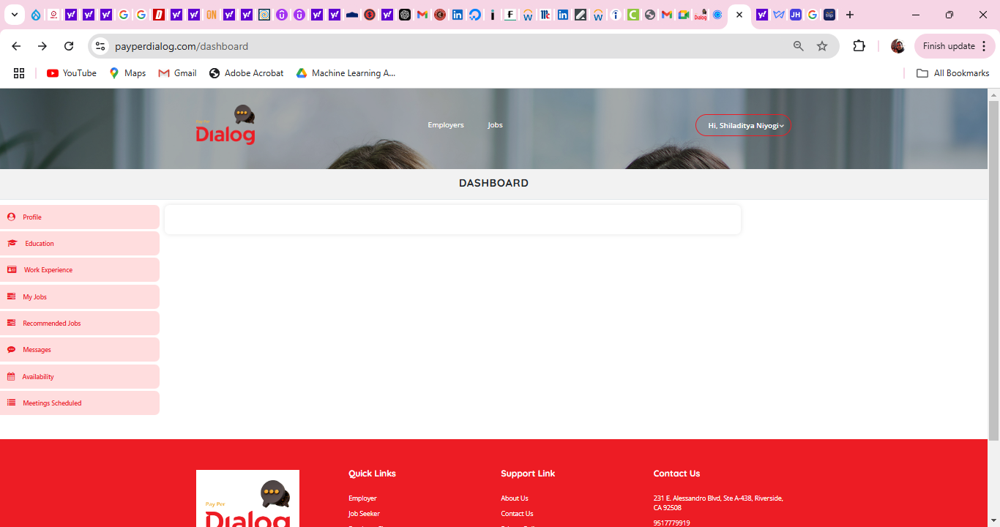 payperdialog.com/dashboard
Finish update
YouTube
Maps
Gmail
Adobe Acrobat
Machine Learning A...
All Bookmarks
Pay Per
Dialog
Employers
Jobs
Hi, Shiladitya Niyogi
DASHBOARD
Profile
Education
Work Experience
My Jobs
Recommended Jobs
Messages
Availability
Meetings Scheduled
Pay Per
Dialog
Quick Links
Employer
Job Seeker
Support Link
About Us
Contact Us
Contact Us
231 E. Alessandro Blvd, Ste A-438, Riverside,
CA 92508
9517779919